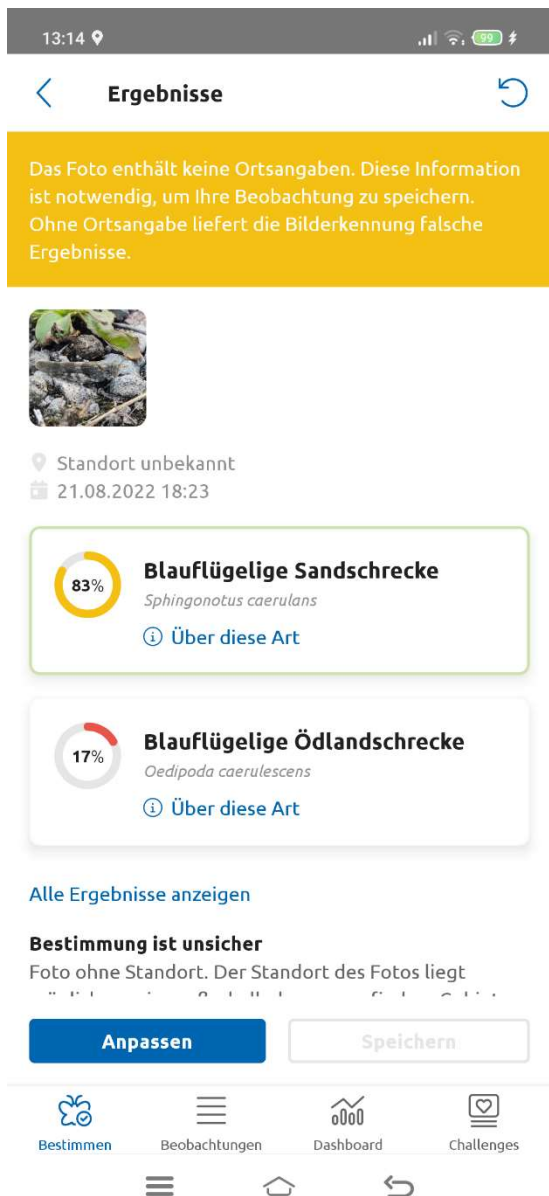 13:14
99
Ergebnisse
Das Foto enthält keine Ortsangaben. Diese Information
ist notwendig, um Ihre Beobachtung zu speichern.
Ohne Ortsangabe liefert die Bilderkennung falsche
Ergebnisse.
Standort unbekannt
21.08.2022 18:23
83%
Blauflügelige Sandschrecke
Sphingonotus caerulans
Über diese Art
17%
Blauflügelige Ödlandschrecke
Oedipoda caerulescens
Über diese Art
Alle Ergebnisse anzeigen
Bestimmung ist unsicher
Foto ohne Standort. Der Standort des Fotos liegt
Anpassen
Speichern
Bestimmen
Beobachtungen
Dashboard
Challenges